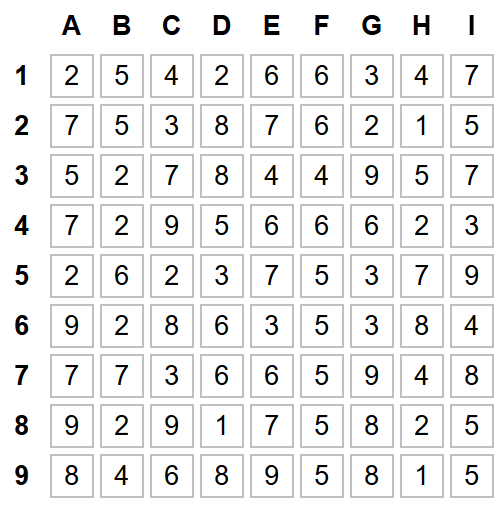 A B C D E F G H I
1 2 5 4 2 6 6 3 4 7
2 7 5 3 8 7 6 2 1 5
3 5 2 7 8 4 4 9 5 7
4 7 2 9 5 6 6 6 2 3
5 2 6 2 3 7 5 3 7 9
6 9 2 8 6 3 5 3 8 4
7 7 7 3 6 6 5 9 4 8
8 9 2 9 1 7 5 8 2 5
9 8 4 6 8 9 5 8 1 5